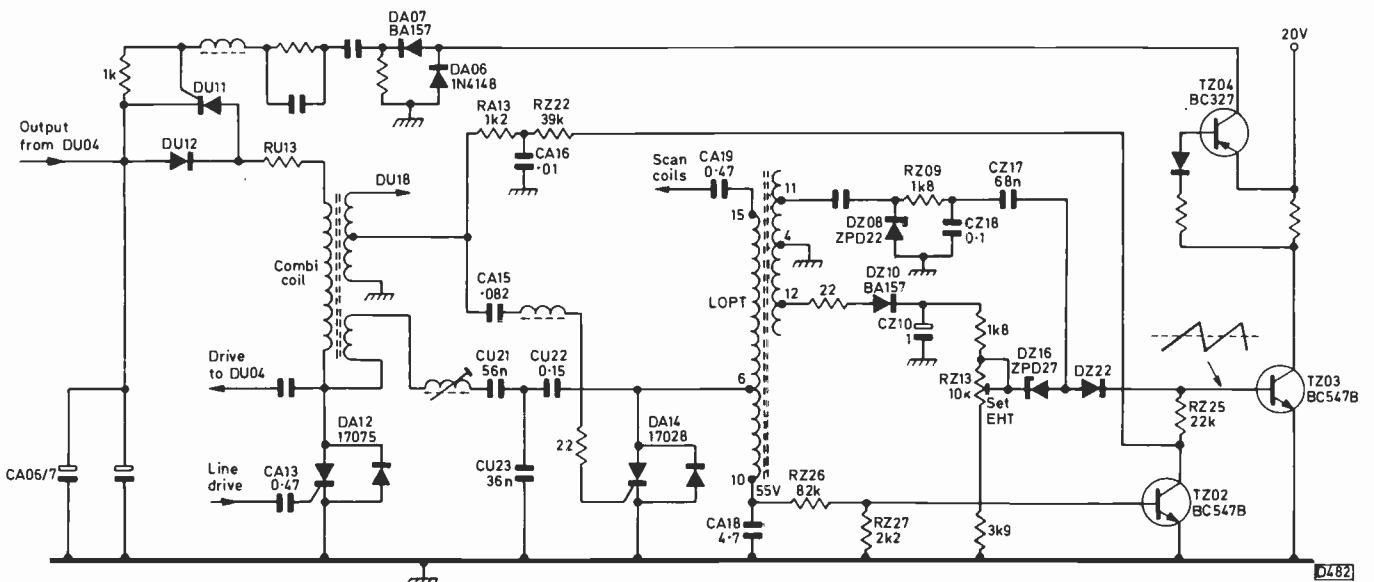 DA07
BA157
20V
1k
DU11
DA06
1N4148
TZ04
BC327
RA13
1k2
RZ22
39k
Output
from DU04
DU12
RU13
CA16
·01
Scan
coils
CA19
0·47
11
RZ09
1k8
CZ17
68n
DU18
15
DZ08
ZPD22
CZ18
0·1
4
Combi
coil
CA15
·082
DZ10
BA157
LOPT
12
22
CZ10
1
1k8
DZ16
ZPD27
DZ22
Drive
to DU04
CU21
56n
CU22
0·15
6
RZ13
10k
Set
EHT
TZ03
BC547B
RZ25
22k
DA12
17075
DA14
17028
22
CA06/7
Line
drive
CA13
0·47
CU23
36n
10
55V
RZ26
82k
TZ02
BC547B
CA18
4·7
RZ27
2k2
3k9
D482